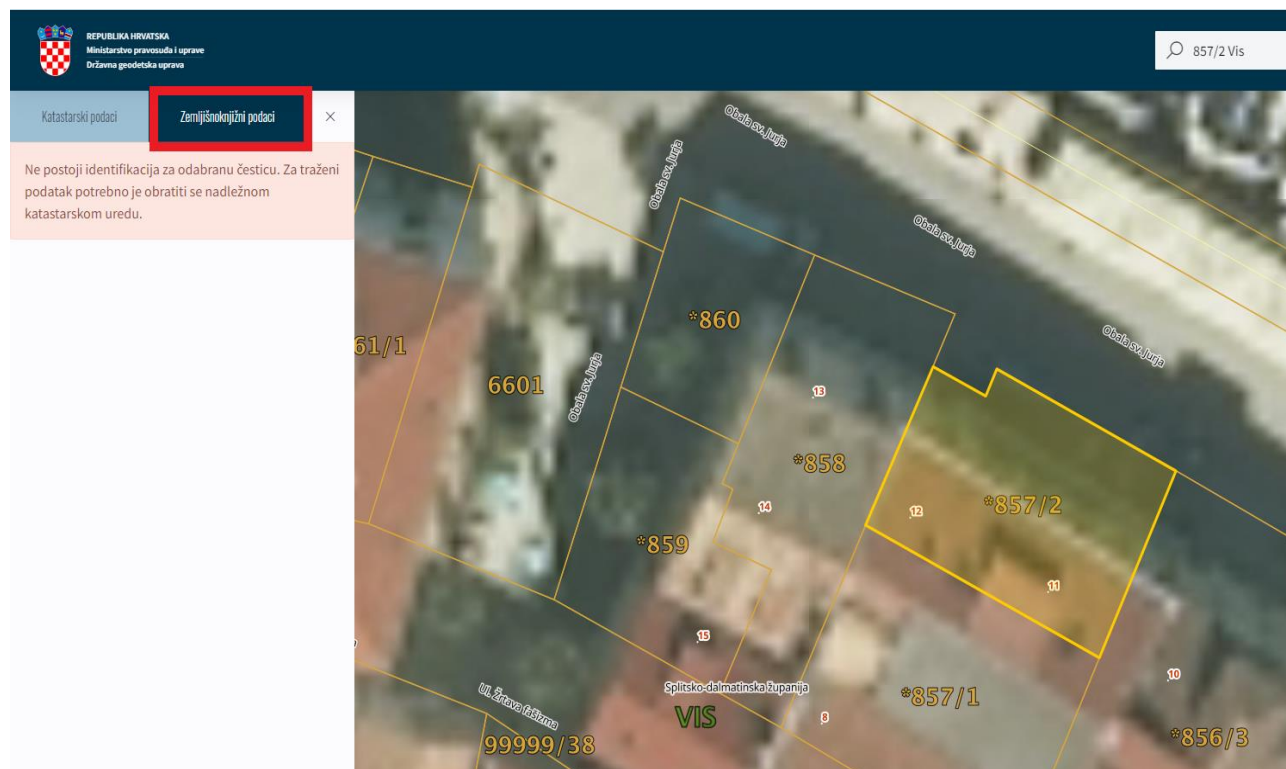 REPUBLIKA HRVATSKA
Ministarstvo pravosuđa i uprave
Državna geodetska uprava
857/2 Vis
Katastarski podaci
Zemljišnoknjižni podaci
×
Ne postoji identifikacija za odabranu česticu. Za traženi
podatak potrebno je obratiti se nadležnom
katastarskom uredu.
Obala sv. Jurja
Obala sv. Jurja
Obala sv. Jurja
Obala sv. Jurja
Obala sv. Jurja
*860
61/1
6601
13
*858
14
12
*857/2
*859
11
15
10
Splitsko-dalmatinska županija
VIS
8
*857/1
Ul. Žrtava fašizma
99999/38
*856/3